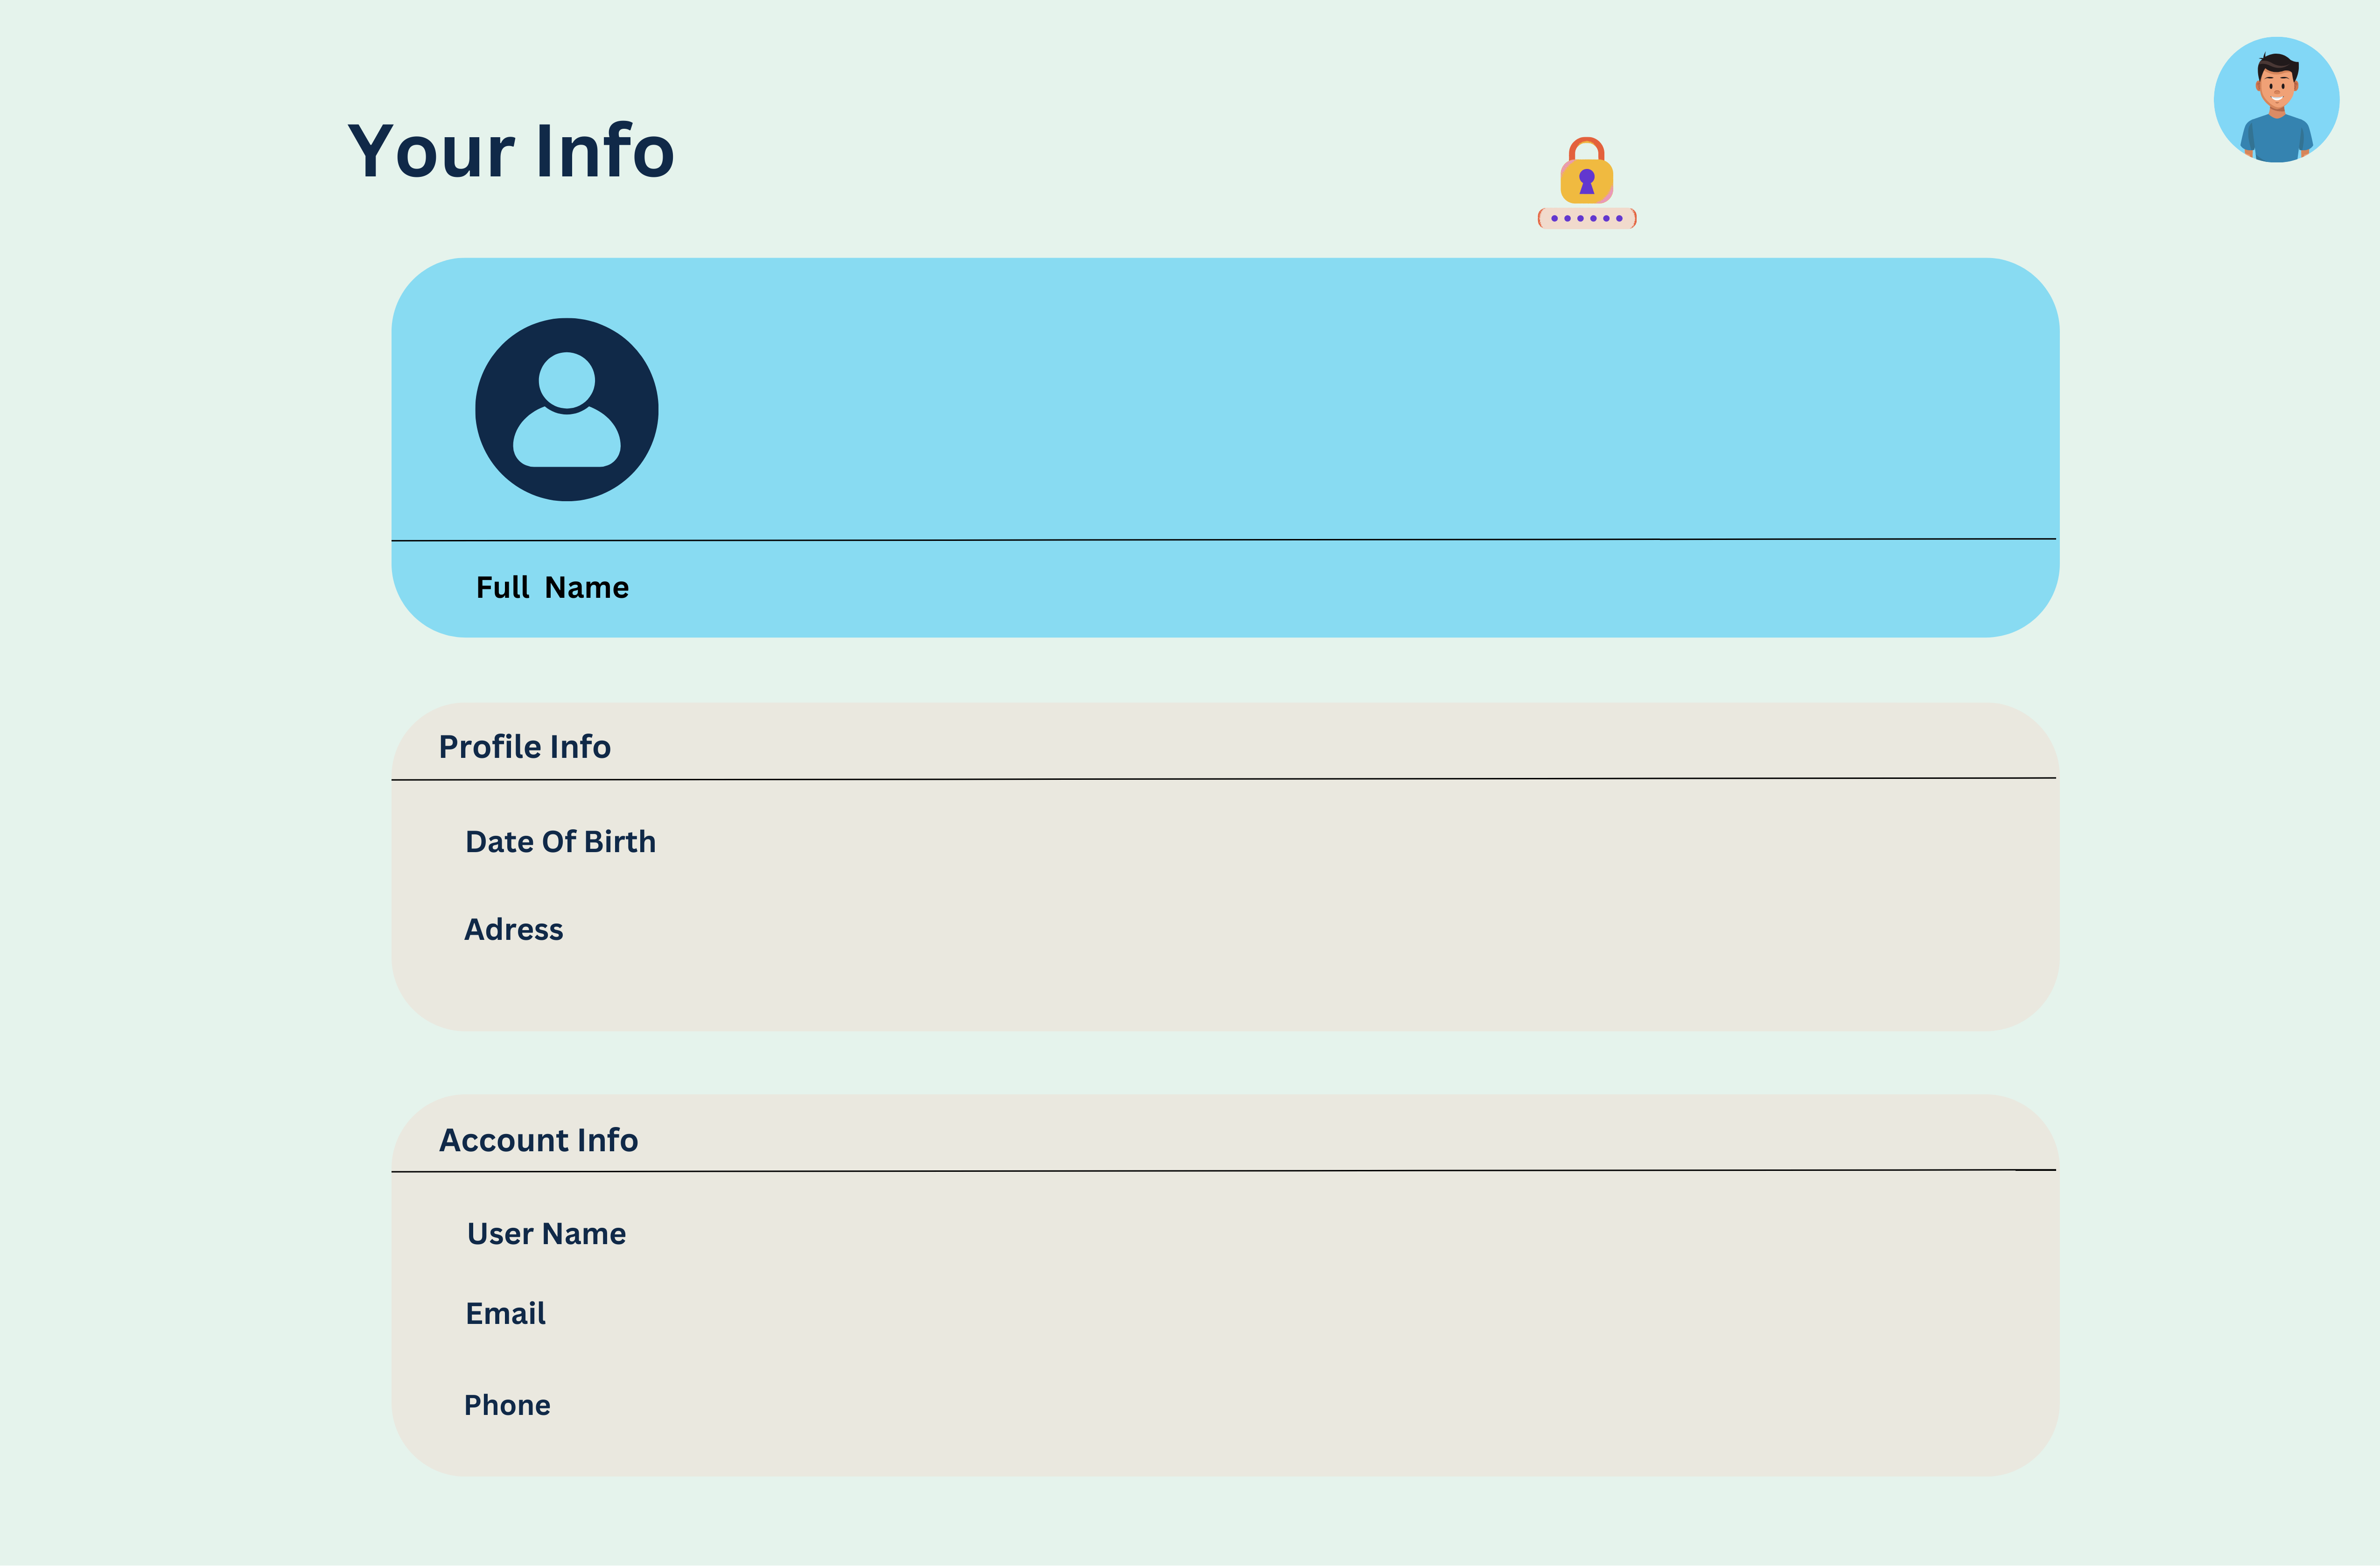 Your Info
Full  Name
Profile Info
Date Of Birth
Adress
Account Info
User Name
Email
Phone